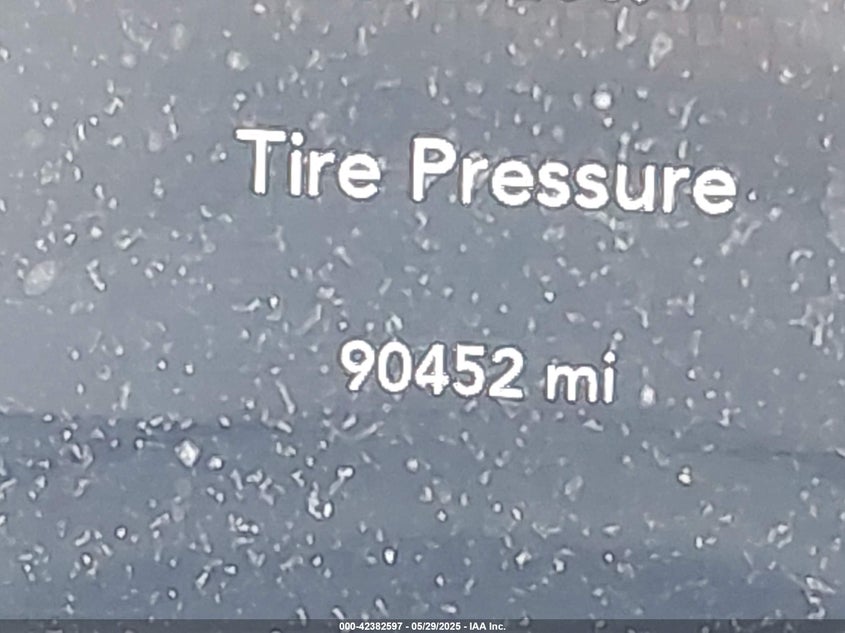 Tire Pressure
90452 mi
000-42382597 - 05/29/2025 - IAA Inc.